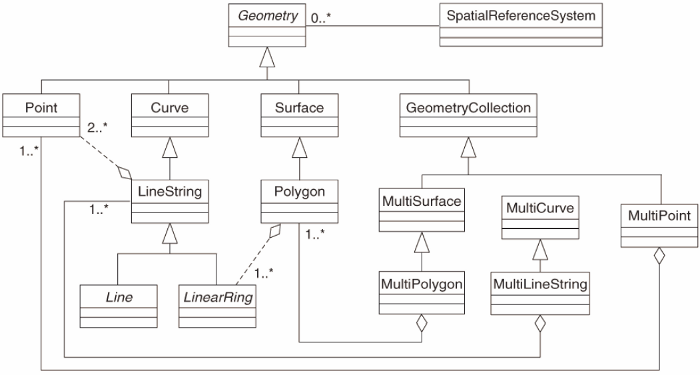 Geometry
0..*
SpatialReferenceSystem
Point
Curve
Surface
GeometryCollection
2..*
1..*
LineString
Polygon
MultiSurface
MultiCurve
MultiPoint
1..*
1..*
1..*
Line
LinearRing
MultiPolygon
MultiLineString